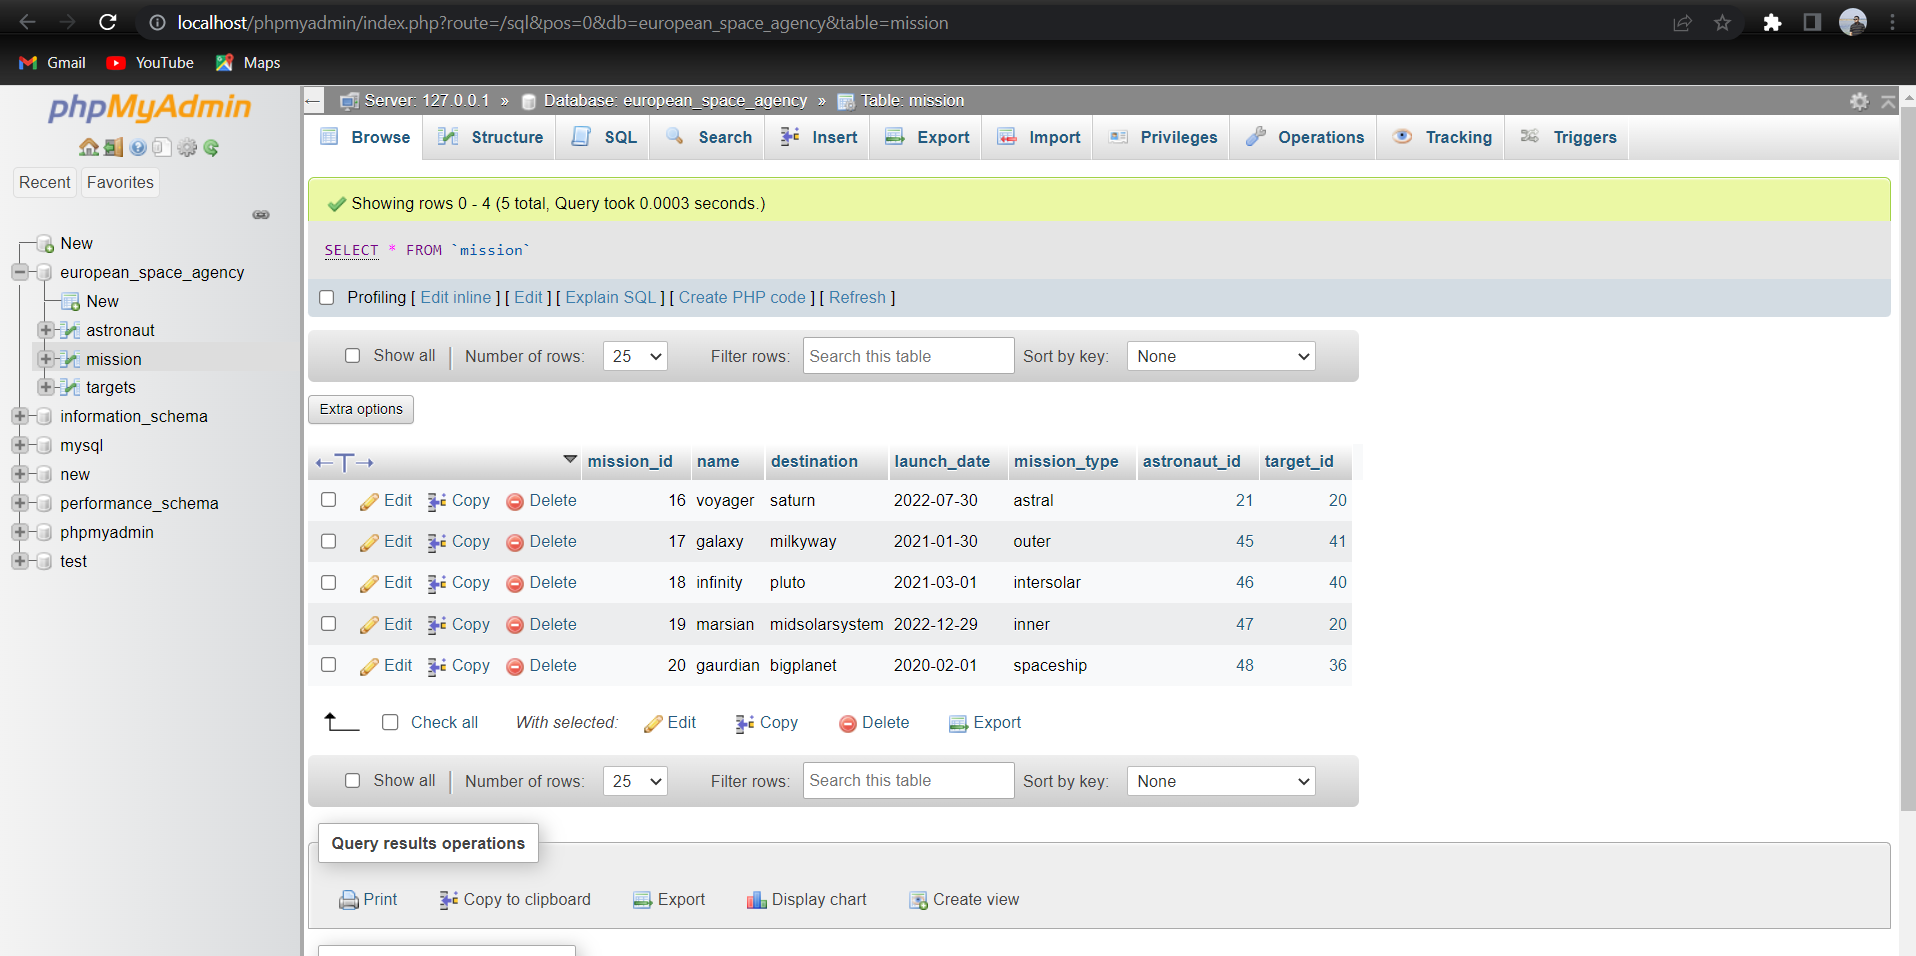 localhost/phpmyadmin/index.php?route=/sql&pos=0&db=european_space_agency&table=mission
Gmail YouTube Maps
phpMyAdmin
Recent Favorites
New
european_space_agency
New
astronaut
mission
targets
information_schema
mysql
new
performance_schema
phpmyadmin
test
Server: 127.0.0.1 » Database: european_space_agency » Table: mission
Browse Structure SQL Search Insert Export Import Privileges Operations Tracking Triggers
Showing rows 0 - 4 (5 total, Query took 0.0003 seconds.)
SELECT * FROM `mission`
Profiling [ Edit inline ] [ Edit ] [ Explain SQL ] [ Create PHP code ] [ Refresh ]
Show all | Number of rows: 25 Filter rows: Search this table Sort by key: None
Extra options
mission_id name destination launch_date mission_type astronaut_id target_id
Edit Copy Delete 16 voyager saturn 2022-07-30 astral 21 20
Edit Copy Delete 17 galaxy milkyway 2021-01-30 outer 45 41
Edit Copy Delete 18 infinity pluto 2021-03-01 intersolar 46 40
Edit Copy Delete 19 marsian midsolarsystem 2022-12-29 inner 47 20
Edit Copy Delete 20 gaurdian bigplanet 2020-02-01 spaceship 48 36
Check all With selected: Edit Copy Delete Export
Show all | Number of rows: 25 Filter rows: Search this table Sort by key: None
Query results operations
Print Copy to clipboard Export Display chart Create view